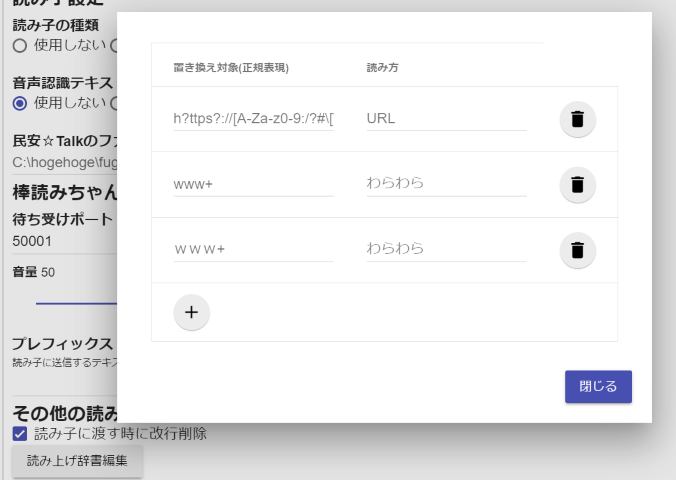 読み子設定
読み子の種類
使用しない
音声認識テキス
使用しない
民安☆Talkのフ
C:\hogehoge\fug
棒読みちゃん
待ち受けポート
50001
音量 50
プレフィックス
読み子に送信するテキス
その他の読み
読み子に渡す時に改行削除
読み上げ辞書編集
置き換え対象(正規表現) 読み方
h?ttps?://[A-Za-z0-9:/?#\[ URL
www+ わらわら
ｗｗｗ+ わらわら
+
閉じる